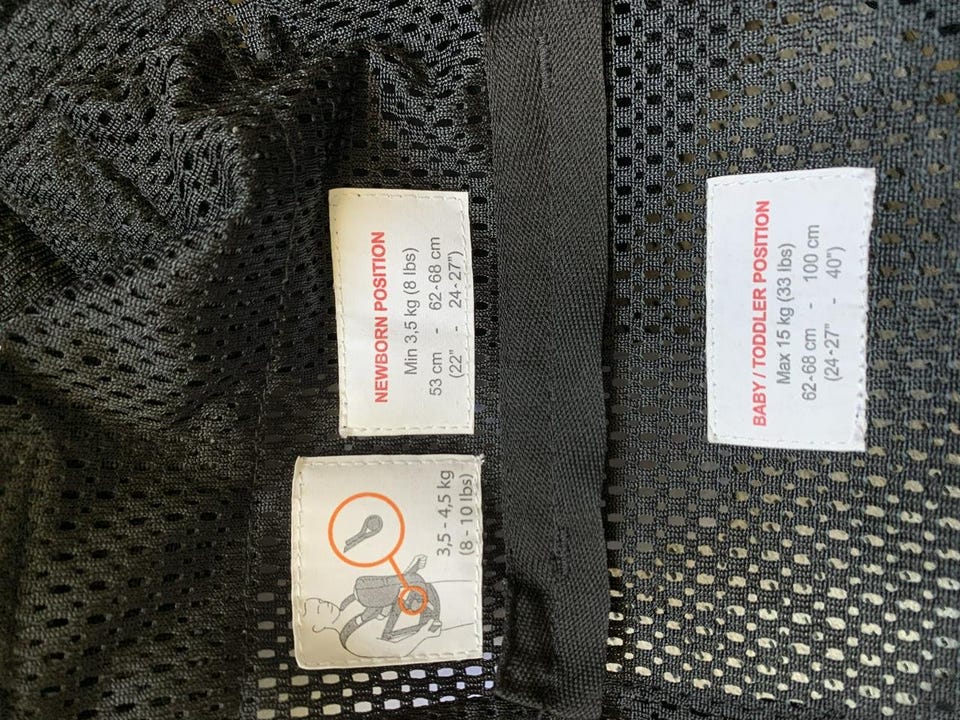 NEWBORN POSITION
Min 3,5 kg (8 lbs)
53 cm - 62-68 cm
(22" - 24-27")
3,5 - 4,5 kg
(8 - 10 lbs)
BABY / TODDLER POSITION
Max 15 kg (33 lbs)
62-68 cm - 100 cm
(24-27" - 40")